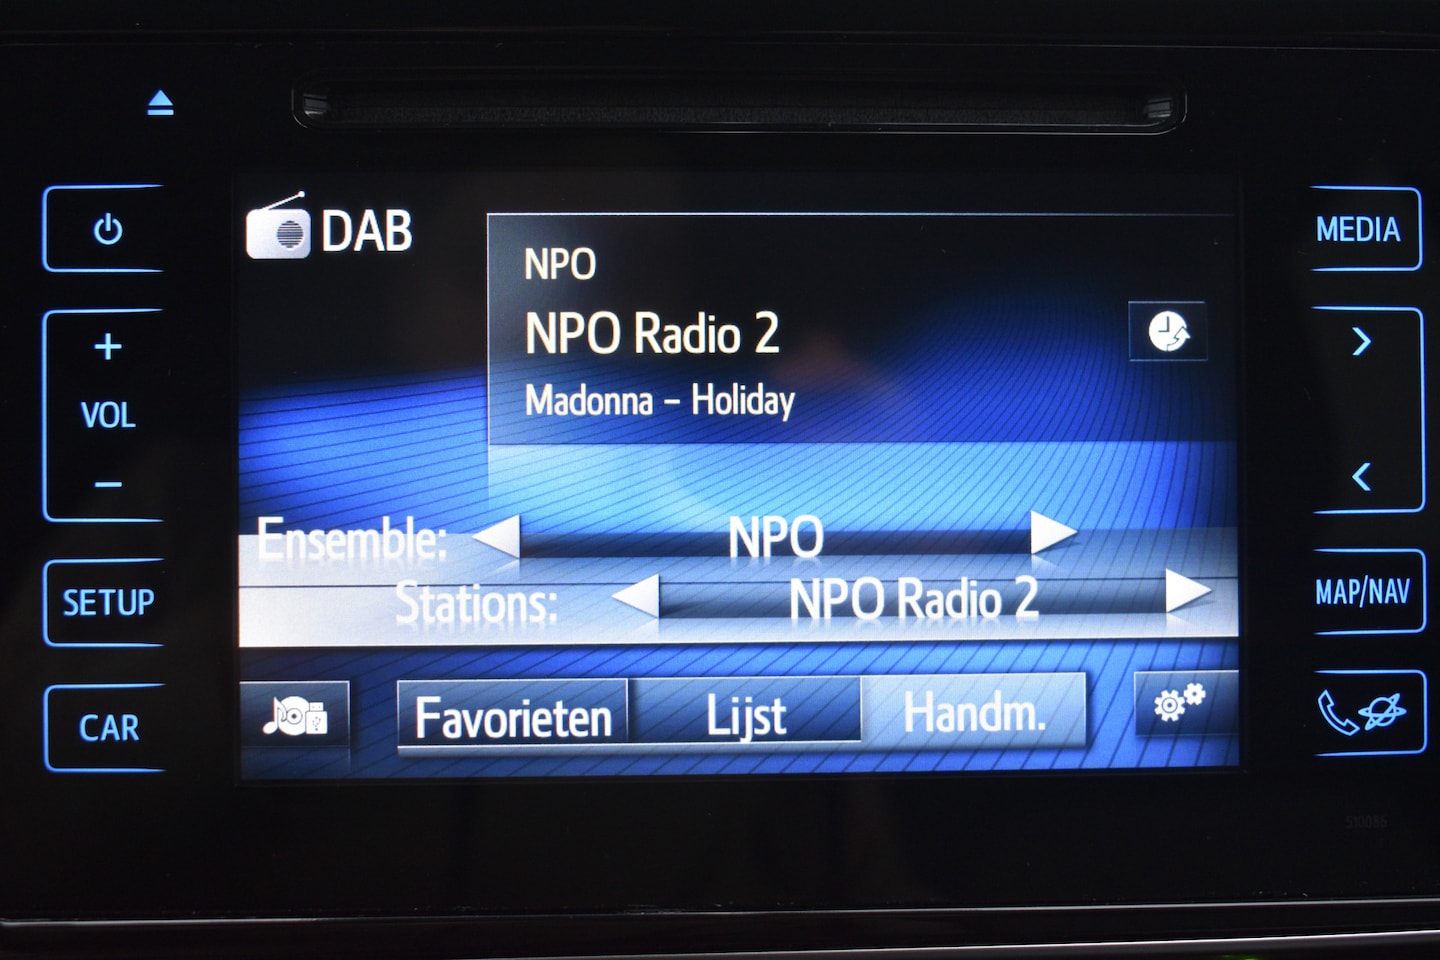 DAB
NPO
NPO Radio 2
Madonna – Holiday
Ensemble: NPO
Stations: NPO Radio 2
Favorieten Lijst Handm.
+
VOL
–
SETUP
CAR
MEDIA
>
<
MAP/NAV
510086